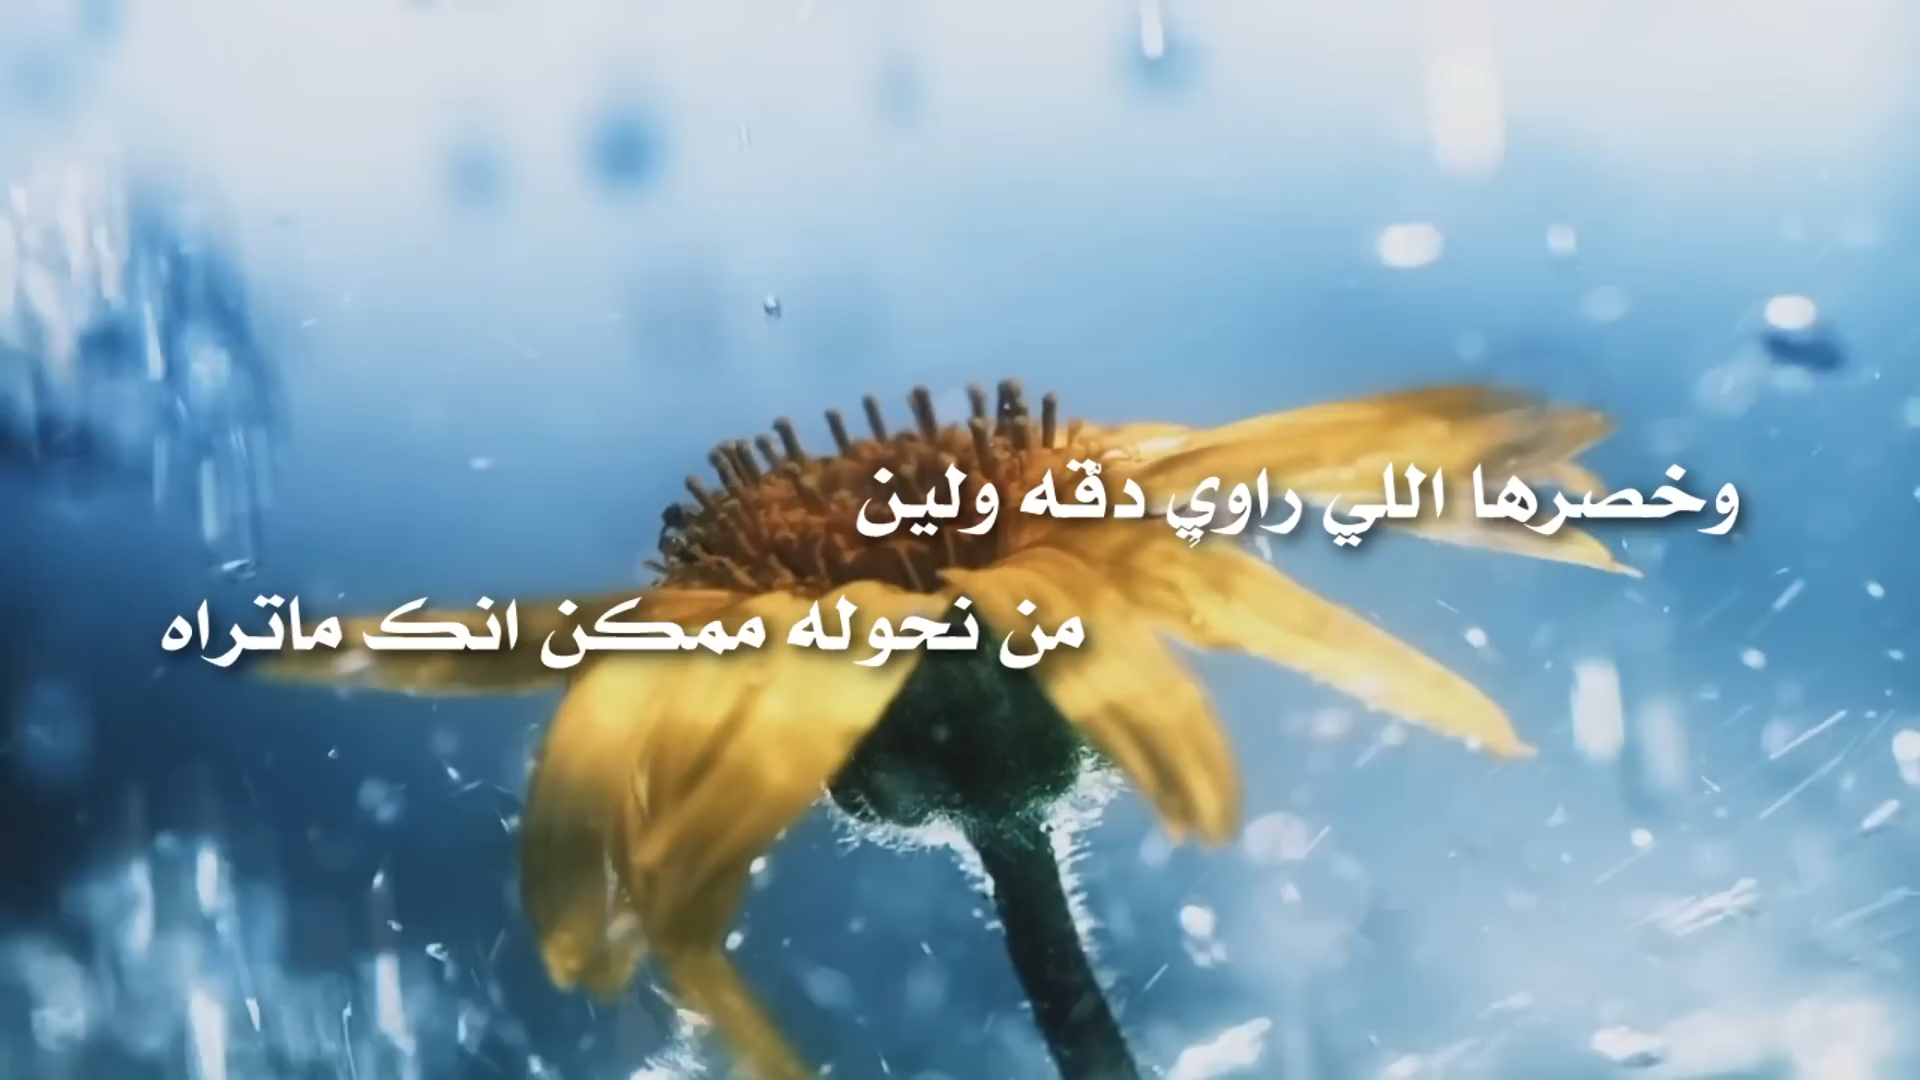 وخصرها اللي راوٍي دقّه ولين
من نحوله ممكن انك ماتراه